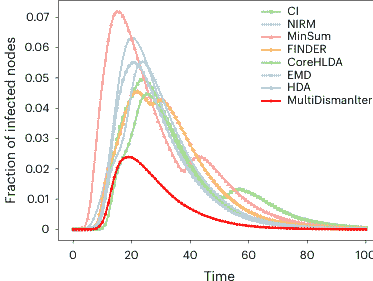 CI
NIRM
MinSum
FINDER
CoreHLDA
EMD
HDA
MultiDismanlter
Fraction of infected nodes
0.07
0.06
0.05
0.04
0.03
0.02
0.01
0
0
20
40
60
80
100
Time